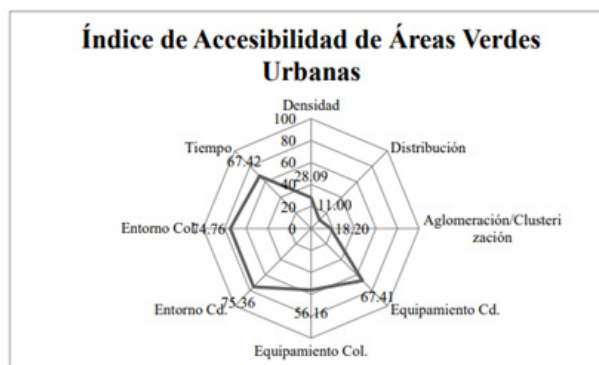 Índice de Accesibilidad de Áreas Verdes
Urbanas
Densidad
100
80
60
40
20
0
Tiempo
67.42
28.09
Distribución
11.00
Entorno Col.
74.76
18.20
Aglomeración/Clusteri
zación
Entorno Cd.
75.36
56.16
67.41
Equipamiento Cd.
Equipamiento Col.